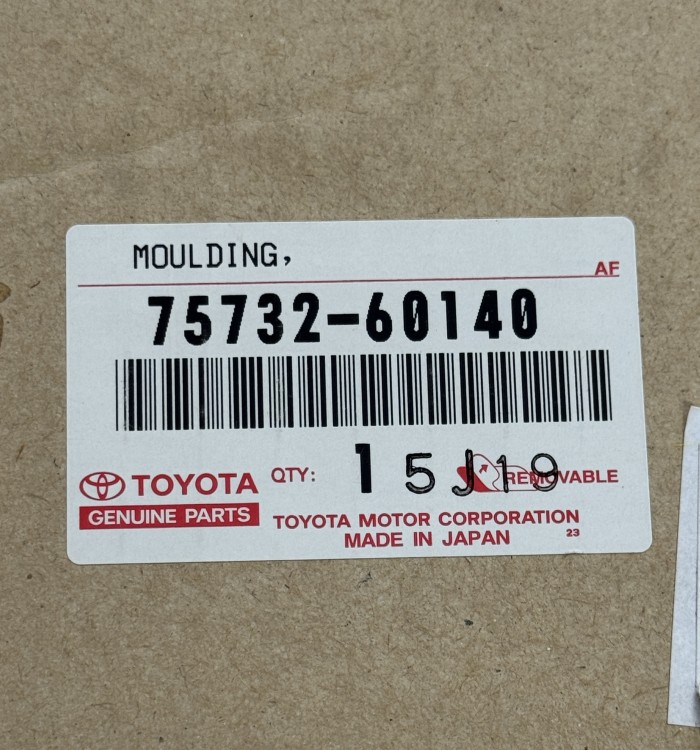 MOULDING,
AF
75732-60140
TOYOTA
GENUINE PARTS
QTY: 1 5J19
REMOVABLE
TOYOTA MOTOR CORPORATION
MADE IN JAPAN 23